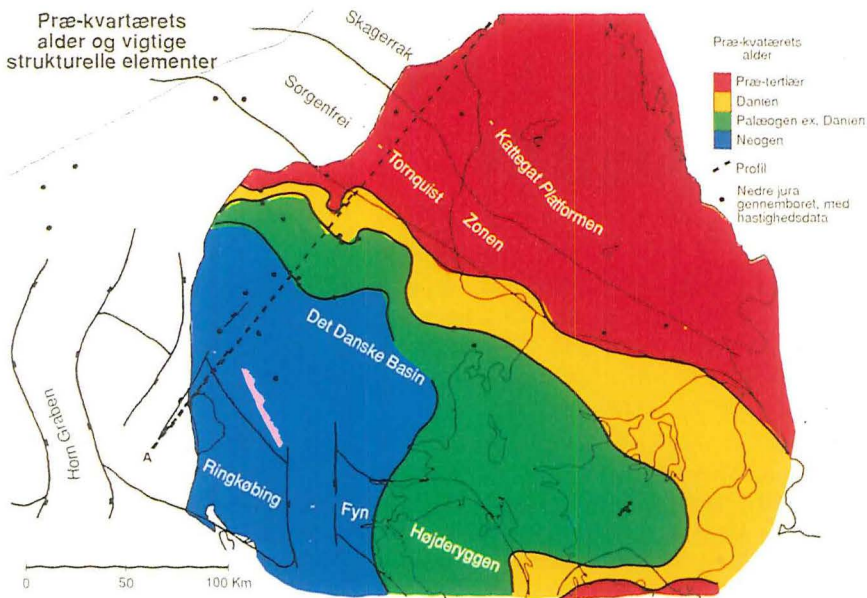 Præ-kvartærets
alder og vigtige
strukturelle elementer
Skagerrak
Sorgenfrei
Tornquist
Zonen
Kattegat Platformen
Præ-kvatærets
alder
Præ-tertiær
Danien
Palæogen ex. Danien
Neogen
Profil
Nedre jura
gennemboret, med
hastighedsdata
Det Danske Basin
Horn Graben
A
Ringkøbing
Fyn
Højderyggen
0 50 100 Km